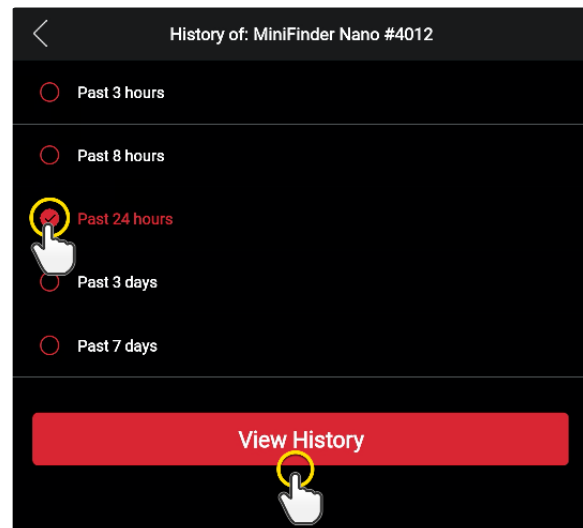 History of: MiniFinder Nano #4012
Past 3 hours
Past 8 hours
Past 24 hours
Past 3 days
Past 7 days
View History